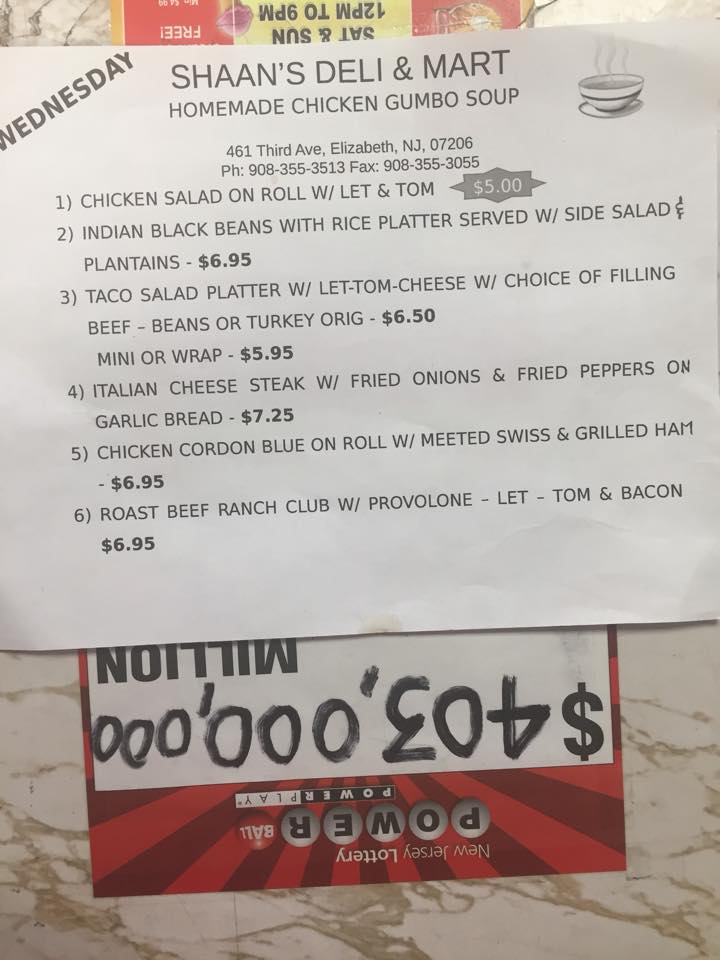 FREE!
Min. $4.99
SAT & SUN
12PM TO 9PM
WEDNESDAY
SHAAN'S DELI & MART
HOMEMADE CHICKEN GUMBO SOUP
461 Third Ave, Elizabeth, NJ, 07206
Ph: 908-355-3513 Fax: 908-355-3055
1) CHICKEN SALAD ON ROLL W/ LET & TOM $5.00
2) INDIAN BLACK BEANS WITH RICE PLATTER SERVED W/ SIDE SALAD &
PLANTAINS - $6.95
3) TACO SALAD PLATTER W/ LET-TOM-CHEESE W/ CHOICE OF FILLING
BEEF – BEANS OR TURKEY ORIG - $6.50
MINI OR WRAP - $5.95
4) ITALIAN CHEESE STEAK W/ FRIED ONIONS & FRIED PEPPERS ON
GARLIC BREAD - $7.25
5) CHICKEN CORDON BLUE ON ROLL W/ MEETED SWISS & GRILLED HAM
- $6.95
6) ROAST BEEF RANCH CLUB W/ PROVOLONE – LET – TOM & BACON
$6.95
New Jersey Lottery
POWER BALL
POWER PLAY
$403,000,000
MILLION